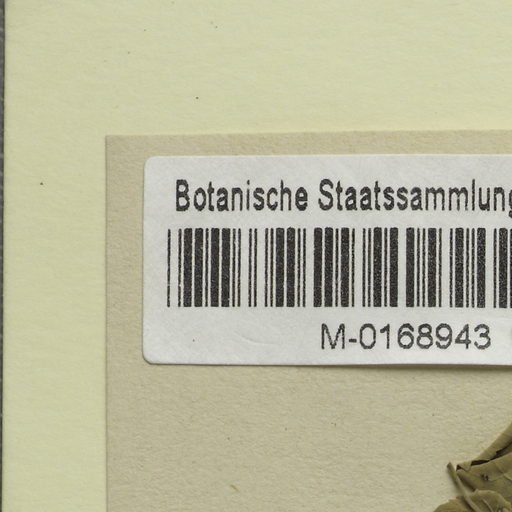 Botanische Staatssammlung
M-0168943